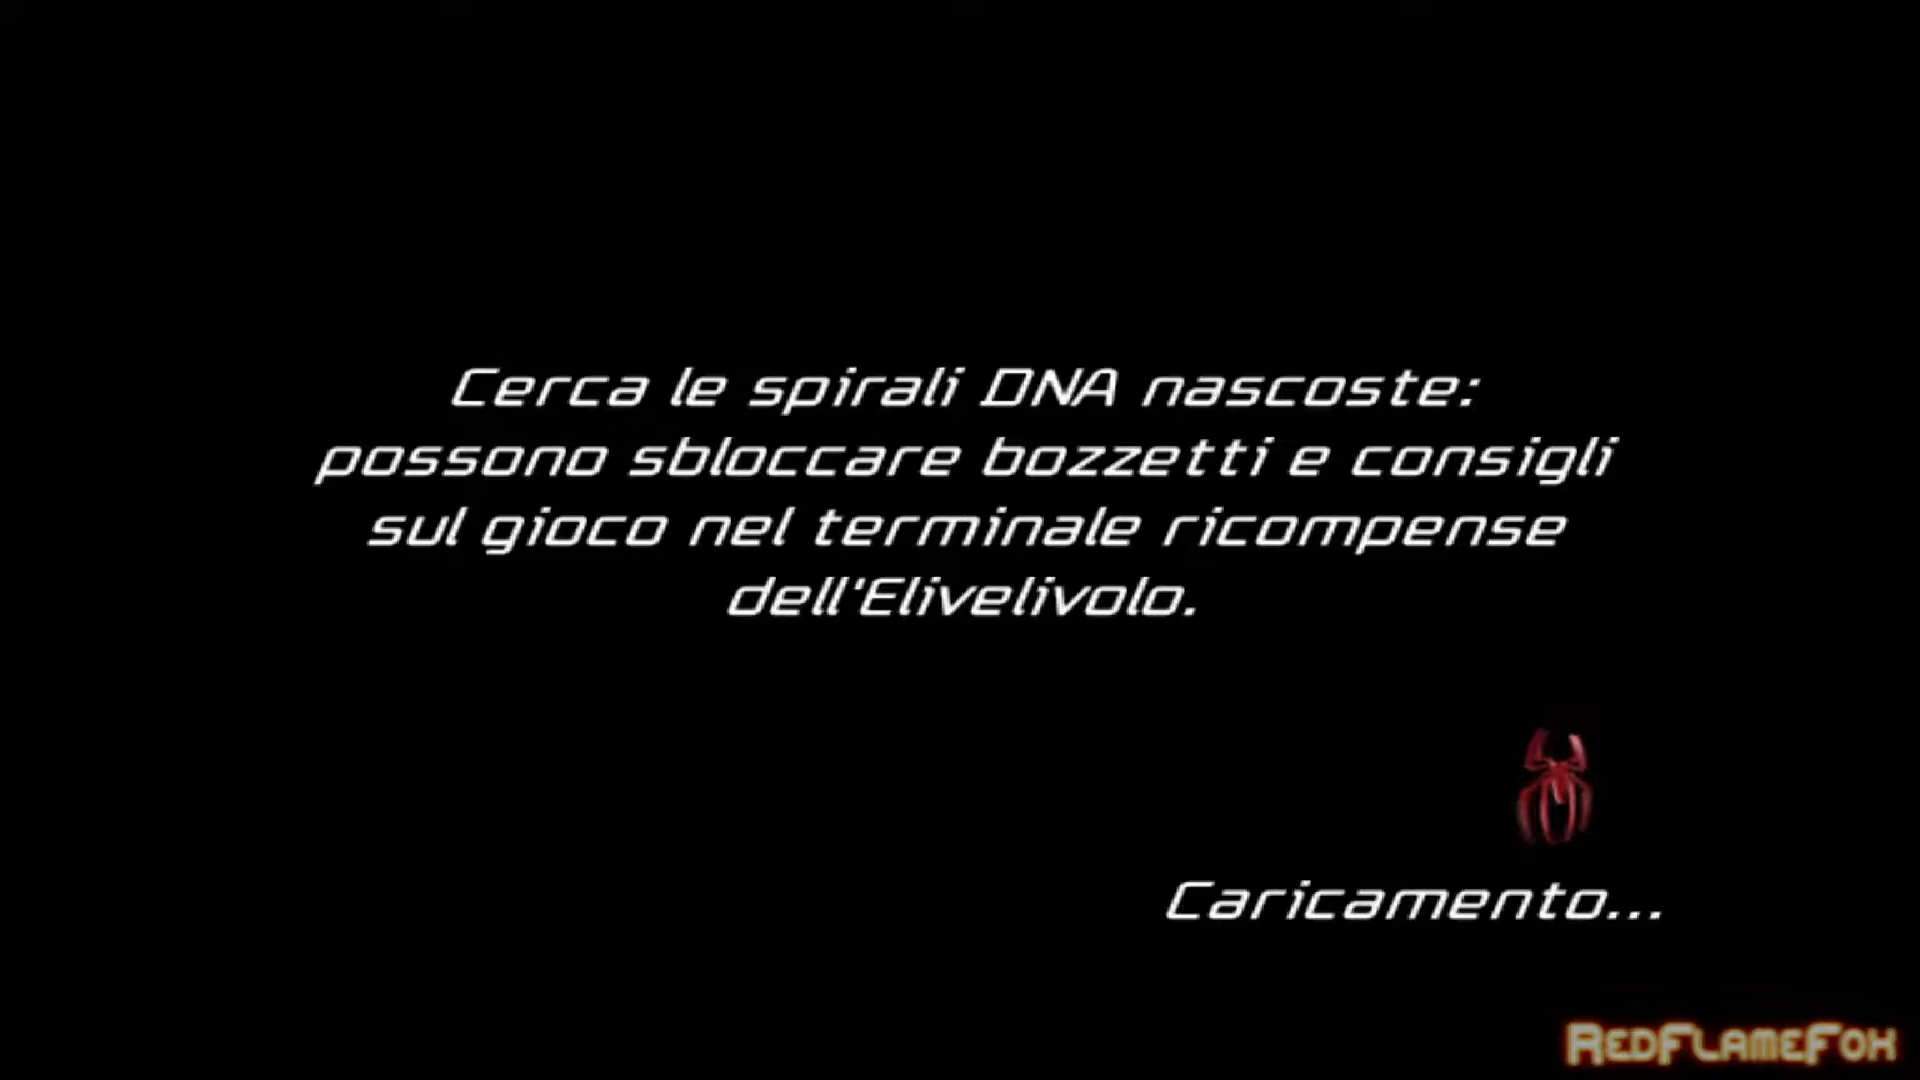 Cerca le spirali DNA nascoste:
possono sbloccare bozzetti e consigli
sul gioco nel terminale ricompense
dell'Elivelivolo.
Caricamento...
RedFlameFox